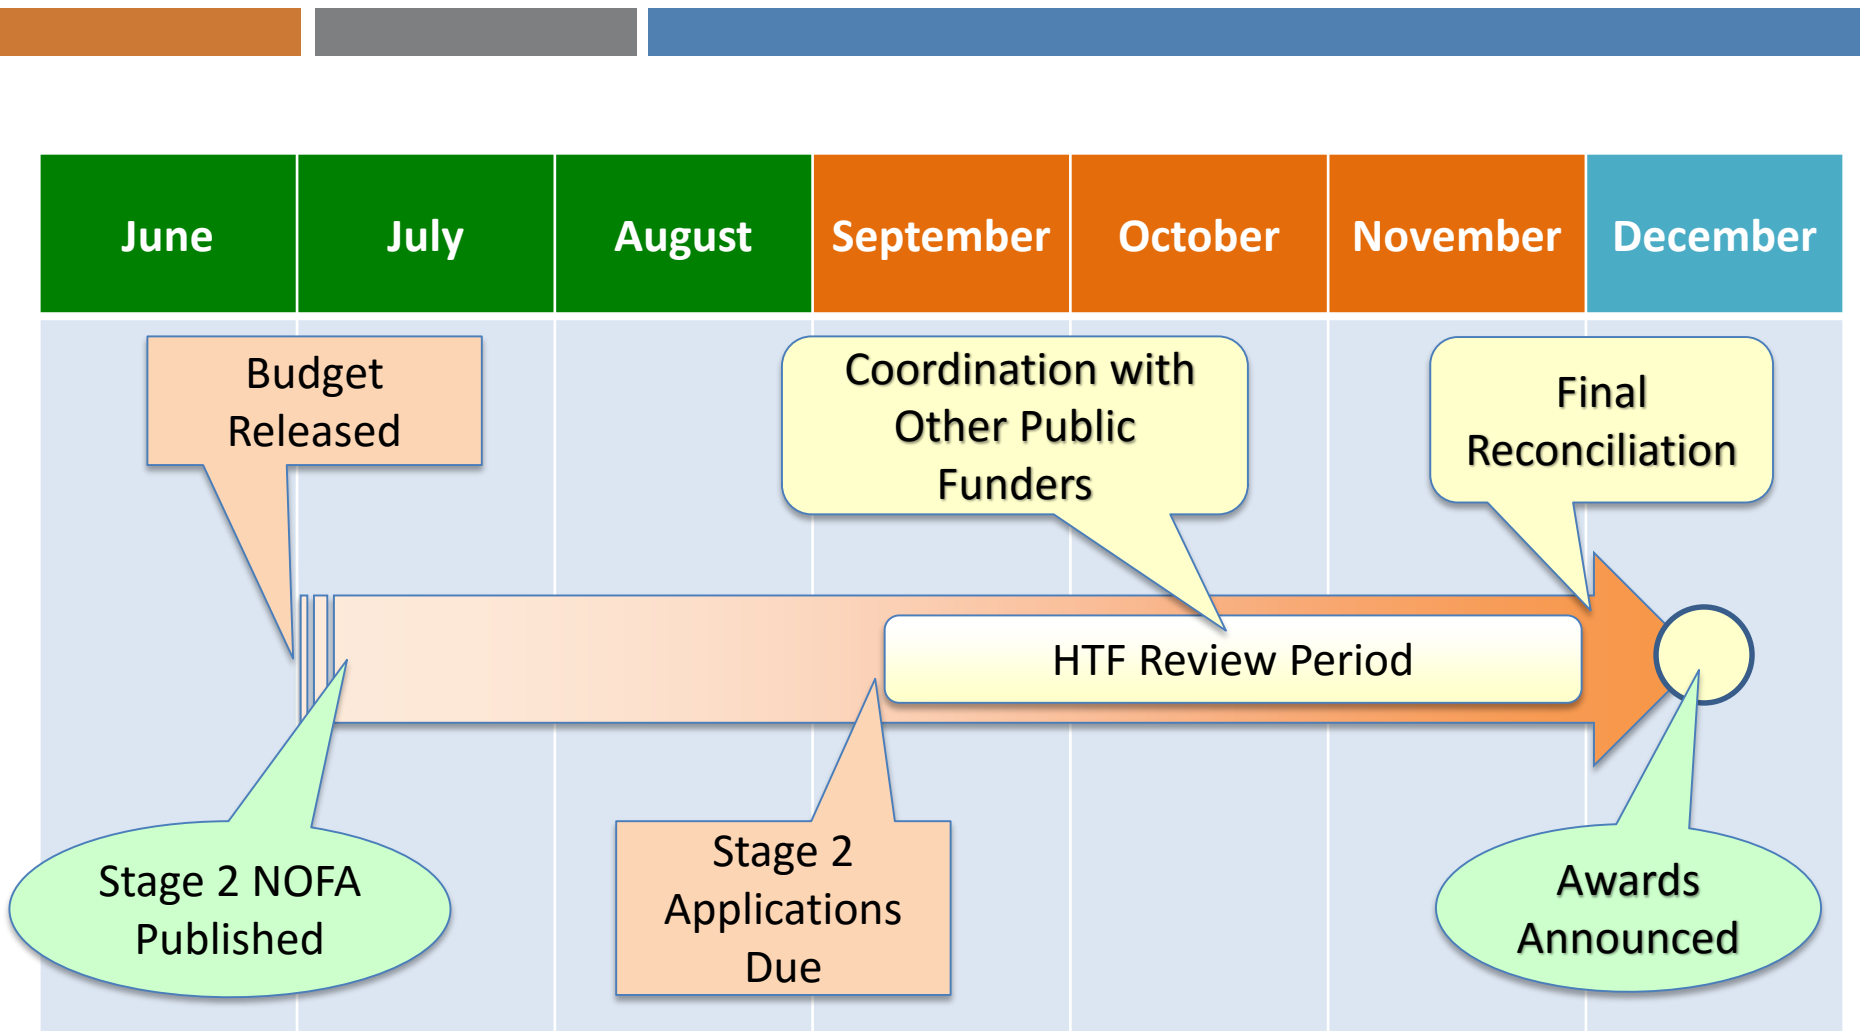 June
July
August
September
October
November
December
Budget
Released
Coordination with
Other Public
Funders
Final
Reconciliation
HTF Review Period
Stage 2 NOFA
Published
Stage 2
Applications
Due
Awards
Announced